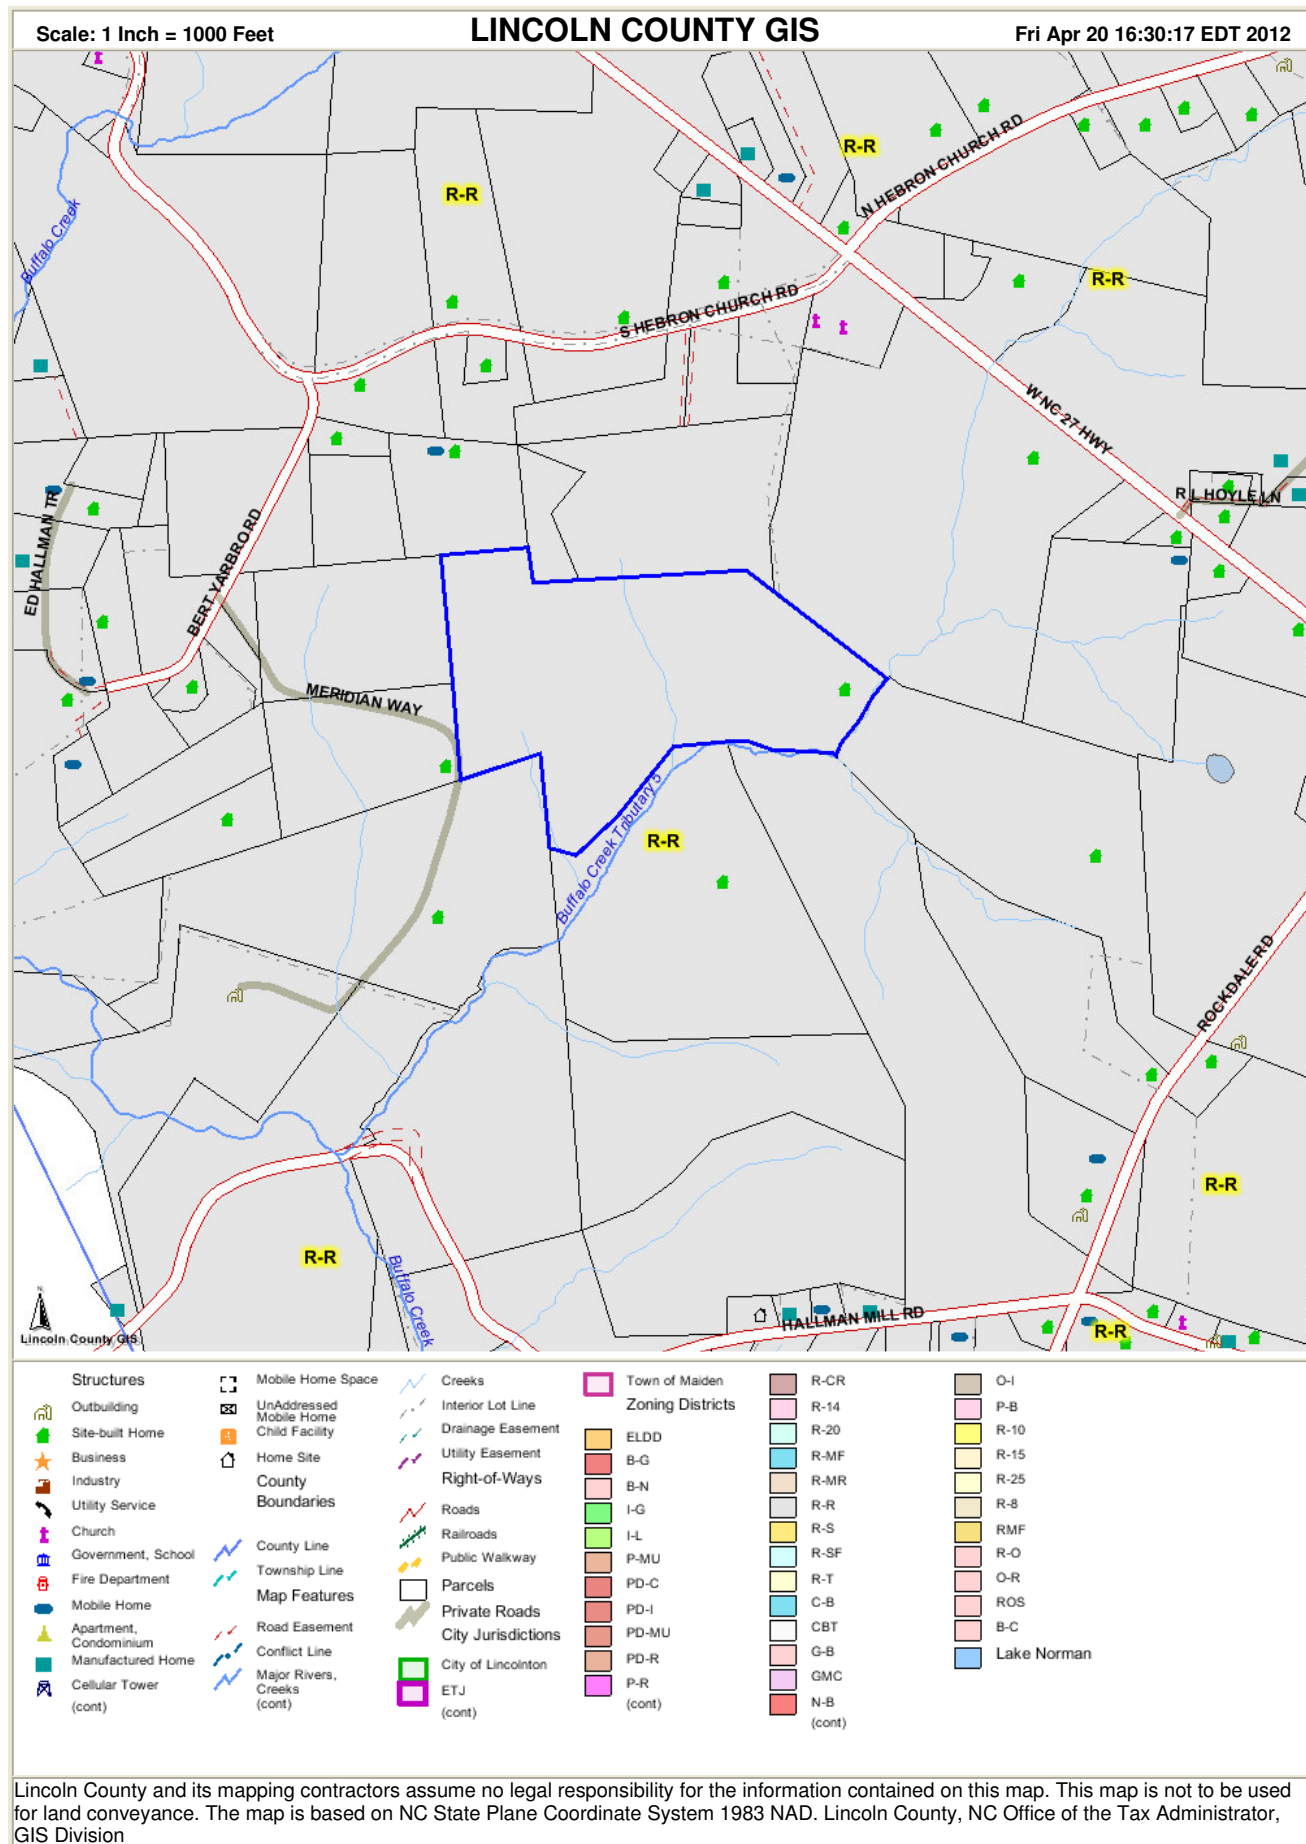 Scale: 1 Inch = 1000 Feet
LINCOLN COUNTY GIS
Fri Apr 20 16:30:17 EDT 2012
R-R
N HEBRON CHURCH RD
R-R
Buffalo Creek
R-R
S HEBRON CHURCH RD
W NC 27 HWY
R L HOYLE LN
ED HALLMAN TR
BERT YARBRO RD
MERIDIAN WAY
Buffalo Creek Tributary 5
R-R
ROCKDALE RD
R-R
R-R
Buffalo Creek
HALLMAN MILL RD
R-R
N
Lincoln County GIS
Structures
Outbuilding
Site-built Home
Business
Industry
Utility Service
Church
Government, School
Fire Department
Mobile Home
Apartment,
Condominium
Manufactured Home
Cellular Tower
(cont)
Mobile Home Space
UnAddressed
Mobile Home
Child Facility
Home Site
County
Boundaries
County Line
Township Line
Map Features
Road Easement
Conflict Line
Major Rivers,
Creeks
(cont)
Creeks
Interior Lot Line
Drainage Easement
Utility Easement
Right-of-Ways
Roads
Railroads
Public Walkway
Parcels
Private Roads
City Jurisdictions
City of Lincolnton
ETJ
(cont)
Town of Maiden
Zoning Districts
ELDD
B-G
B-N
I-G
I-L
P-MU
PD-C
PD-I
PD-MU
PD-R
P-R
(cont)
R-CR
R-14
R-20
R-MF
R-MR
R-R
R-S
R-SF
R-T
C-B
CBT
G-B
GMC
N-B
(cont)
O-I
P-B
R-10
R-15
R-25
R-8
RMF
R-O
O-R
ROS
B-C
Lake Norman
Lincoln County and its mapping contractors assume no legal responsibility for the information contained on this map. This map is not to be used
for land conveyance. The map is based on NC State Plane Coordinate System 1983 NAD. Lincoln County, NC Office of the Tax Administrator,
GIS Division